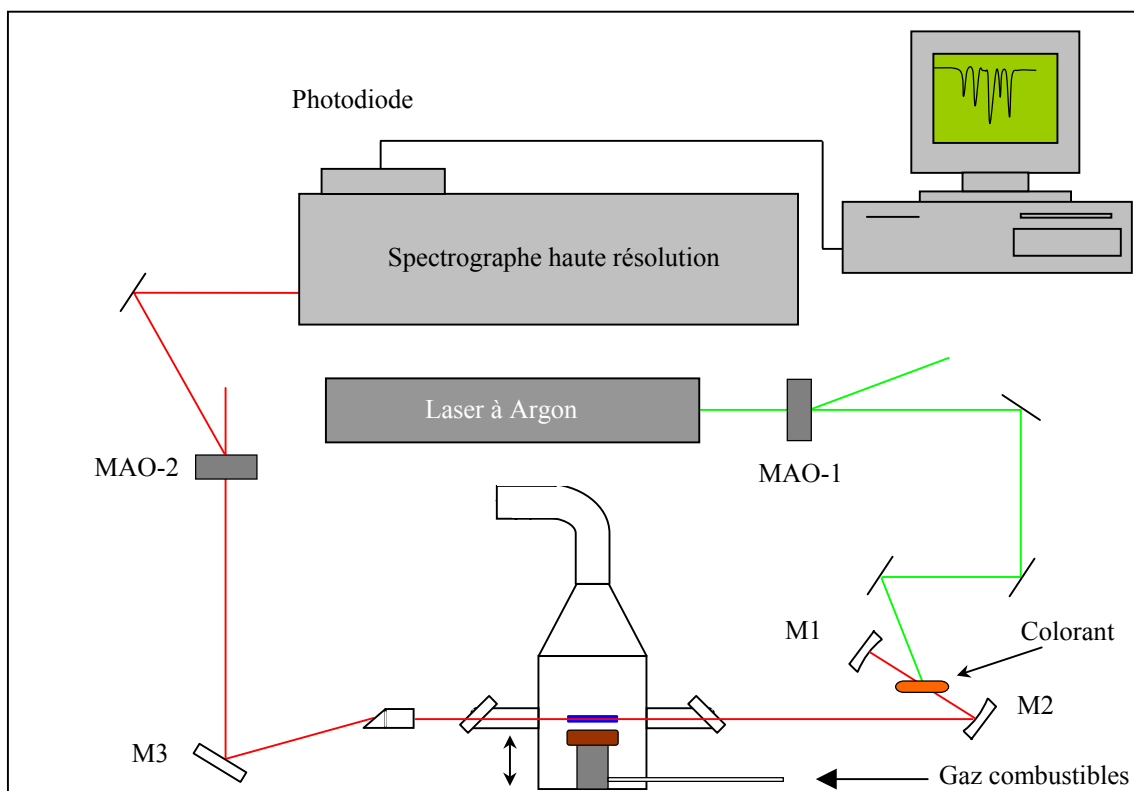 Photodiode
Spectrographe haute résolution
Laser à Argon
MAO-2
MAO-1
M1
Colorant
M2
M3
Gaz combustibles